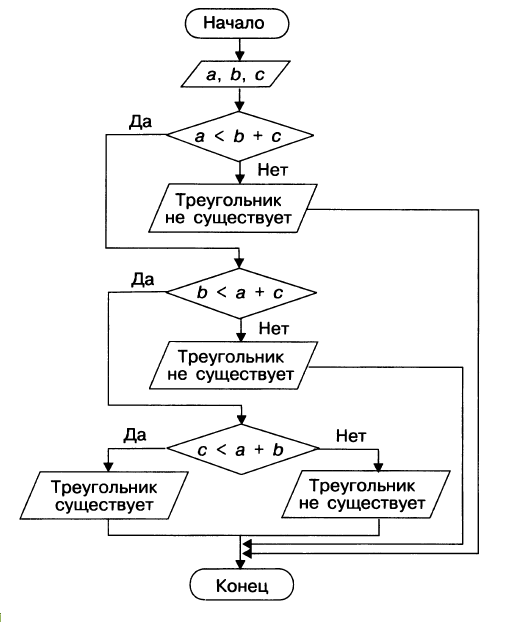 Начало
a, b, c
Да
a < b + c
Нет
Треугольник
не существует
Да
b < a + c
Нет
Треугольник
не существует
Да
c < a + b
Нет
Треугольник
существует
Треугольник
не существует
Конец